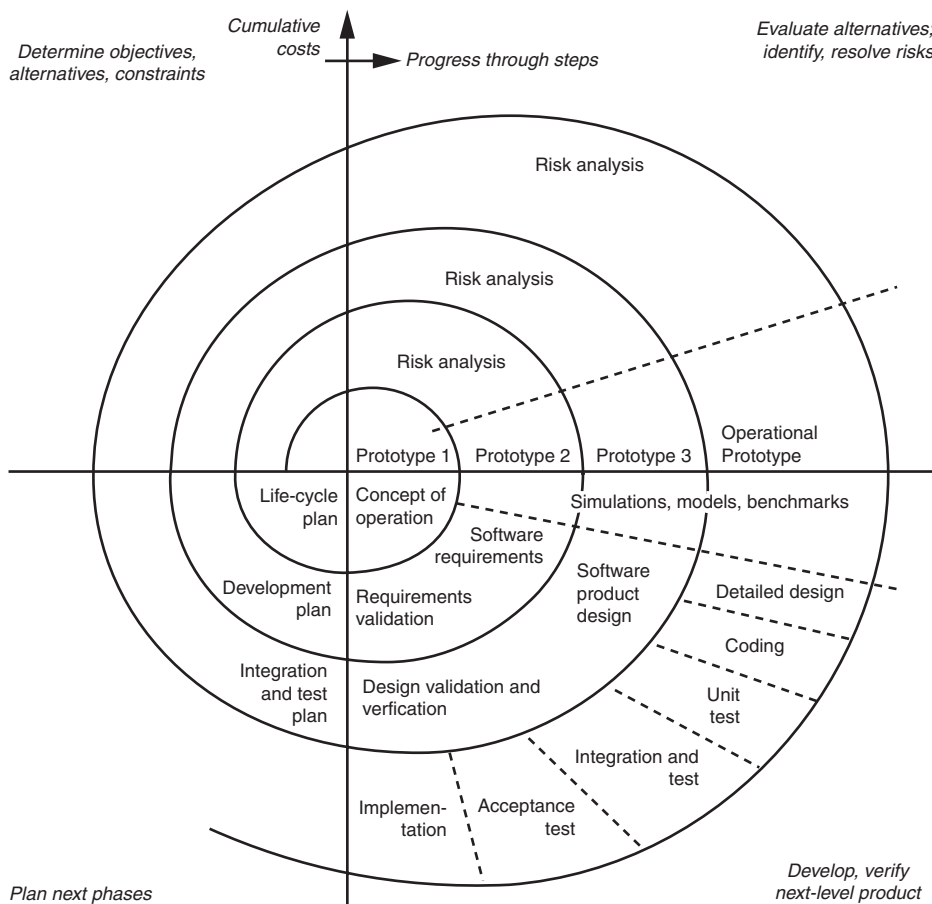 Cumulative
costs
Progress through steps
Determine objectives,
alternatives, constraints
Evaluate alternatives;
identify, resolve risks
Risk analysis
Risk analysis
Risk analysis
Prototype 1
Prototype 2
Prototype 3
Operational
Prototype
Life-cycle
plan
Concept of
operation
Simulations, models, benchmarks
Software
requirements
Development
plan
Requirements
validation
Software
product
design
Detailed design
Coding
Unit
test
Integration
and test
plan
Design validation and
verfication
Integration and
test
Acceptance
test
Implemen-
tation
Plan next phases
Develop, verify
next-level product